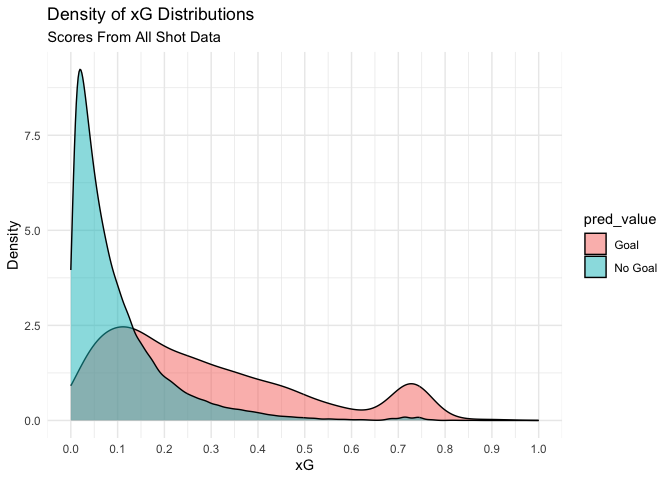 Density of xG Distributions
Scores From All Shot Data
7.5
5.0
2.5
0.0
Density
0.0 0.1 0.2 0.3 0.4 0.5 0.6 0.7 0.8 0.9 1.0
xG
pred_value
Goal
No Goal